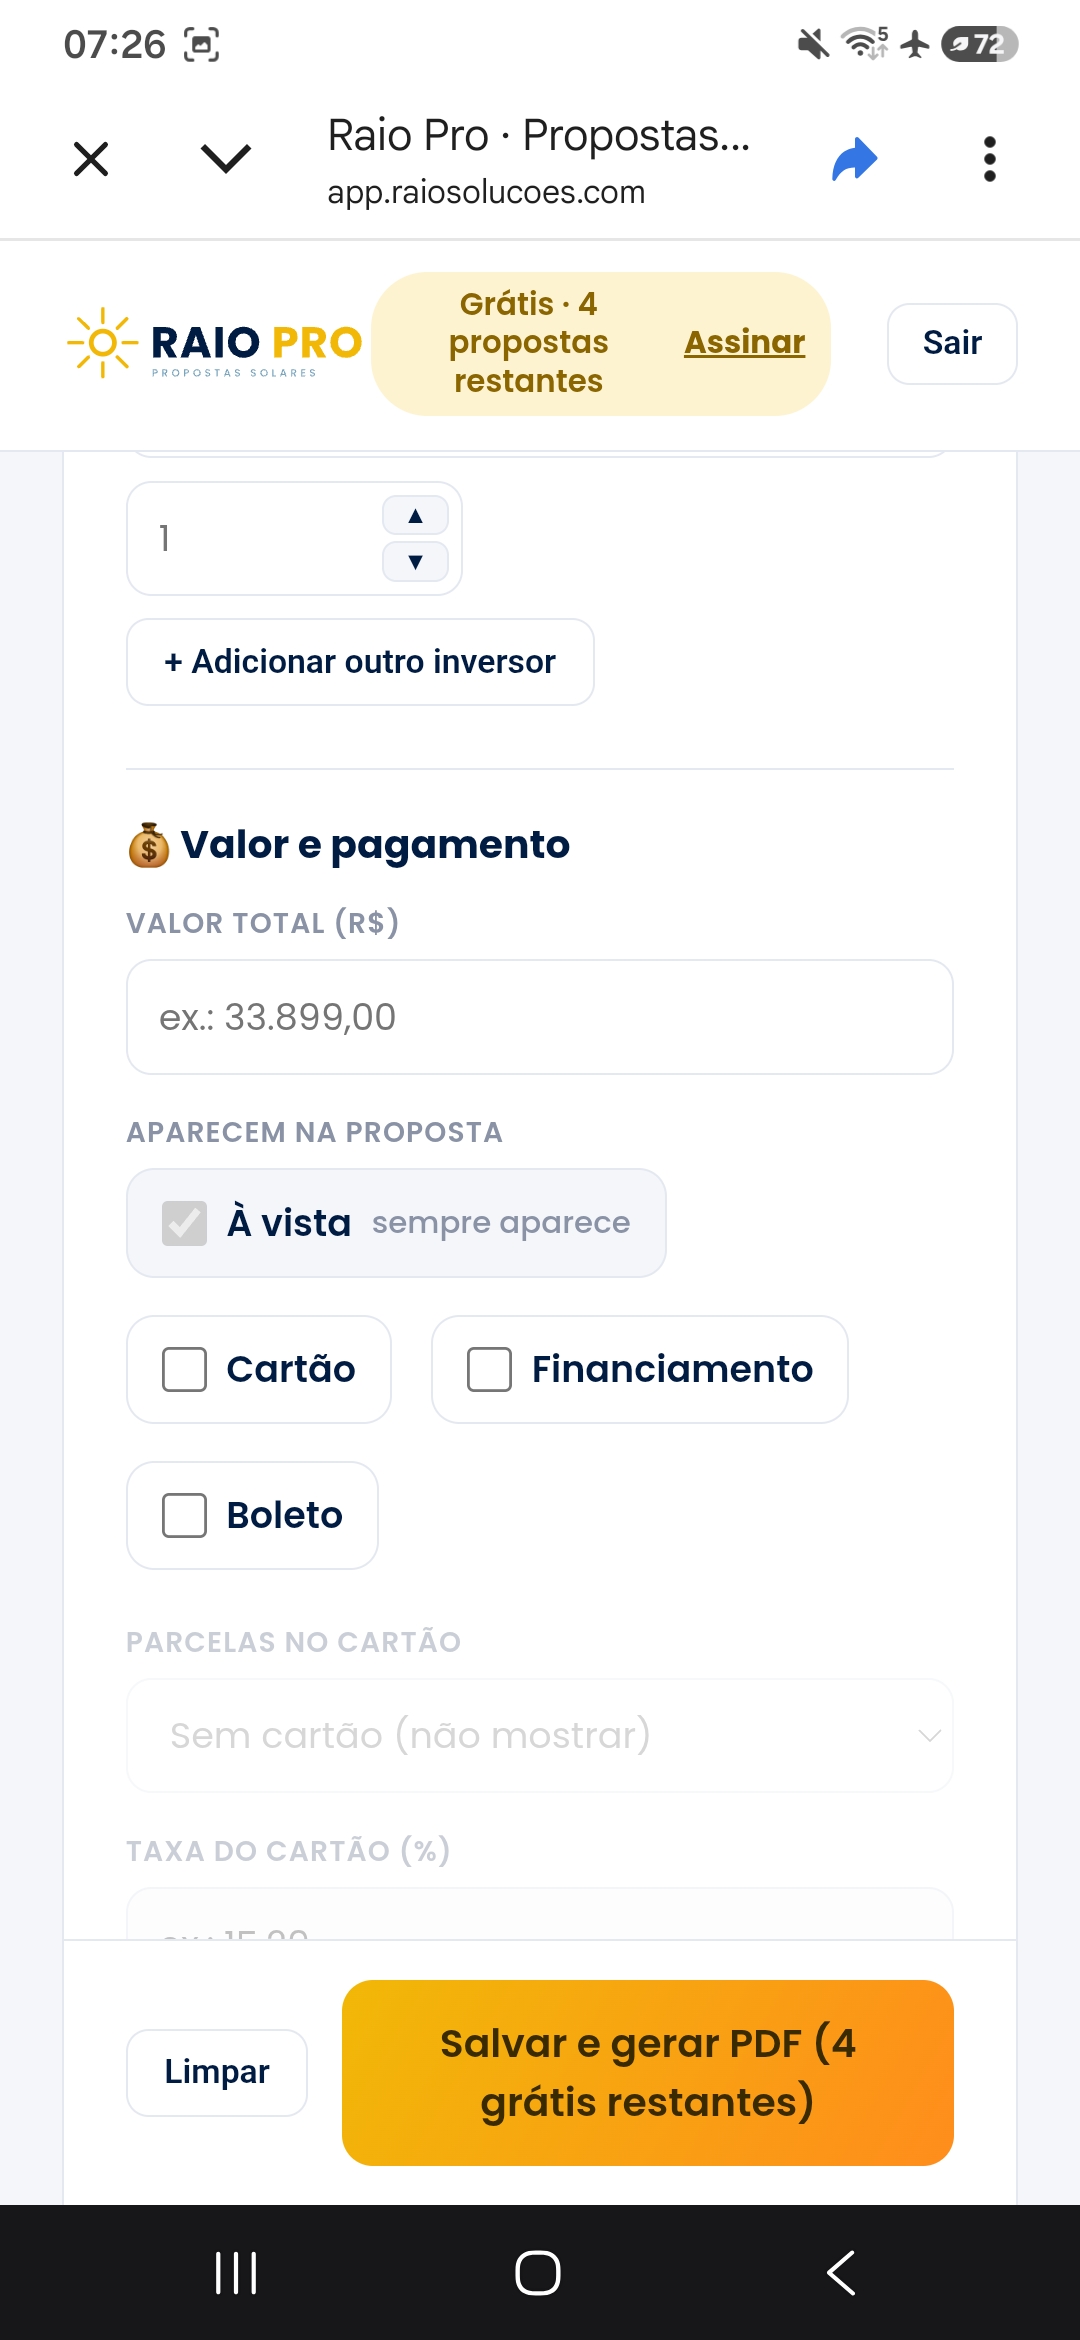 07:26
5
72
Raio Pro · Propostas...
app.raiosolucoes.com
RAIO PRO
PROPOSTAS SOLARES
Grátis · 4
propostas
restantes
Assinar
Sair
1
+ Adicionar outro inversor
Valor e pagamento
VALOR TOTAL (R$)
ex.: 33.899,00
APARECEM NA PROPOSTA
À vista sempre aparece
Cartão
Financiamento
Boleto
PARCELAS NO CARTÃO
Sem cartão (não mostrar)
TAXA DO CARTÃO (%)
Limpar
Salvar e gerar PDF (4
grátis restantes)